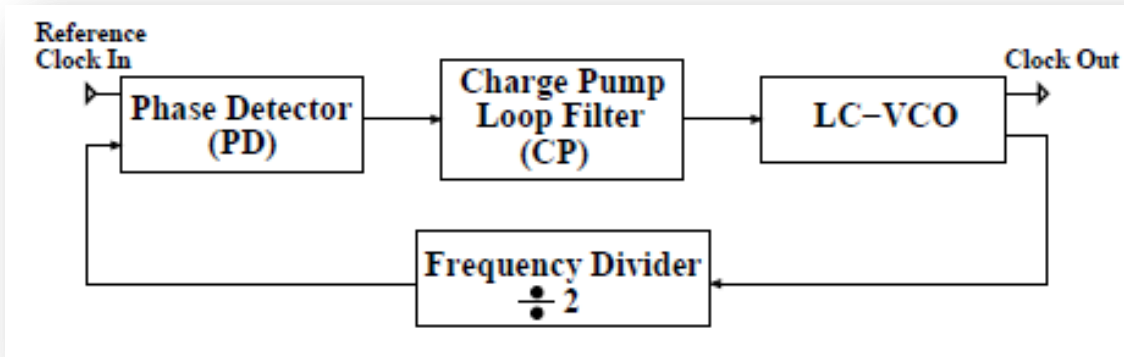 Reference
Clock In
Clock Out
Phase Detector
(PD)
Charge Pump
Loop Filter
(CP)
LC−VCO
Frequency Divider
÷ 2